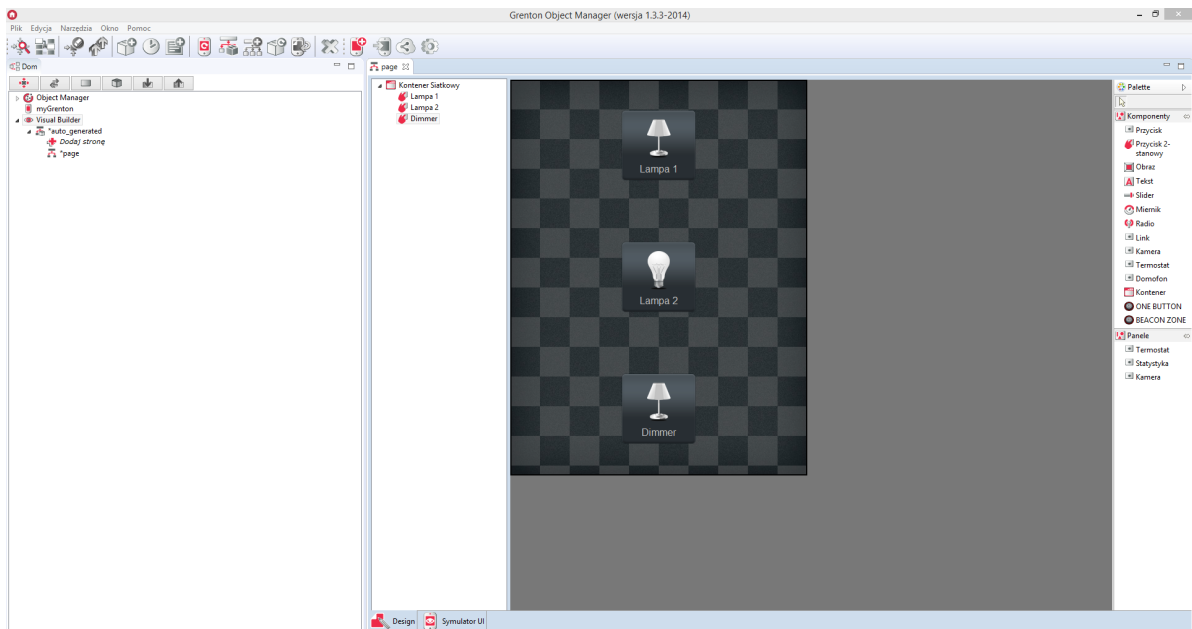 Grenton Object Manager (wersja 1.3.3-2014)
Plik Edycja Narzędzia Okno Pomoc
Dom
page
Object Manager
myGrenton
Visual Builder
*auto_generated
Dodaj stronę
*page
Kontener Siatkowy
Lampa 1
Lampa 2
Dimmer
Lampa 1
Lampa 2
Dimmer
Palette
Komponenty
Przycisk
Przycisk 2-
stanowy
Obraz
Tekst
Slider
Miernik
Radio
Link
Kamera
Termostat
Domofon
Kontener
ONE BUTTON
BEACON ZONE
Panele
Termostat
Statystyka
Kamera
Design
Symulator UI